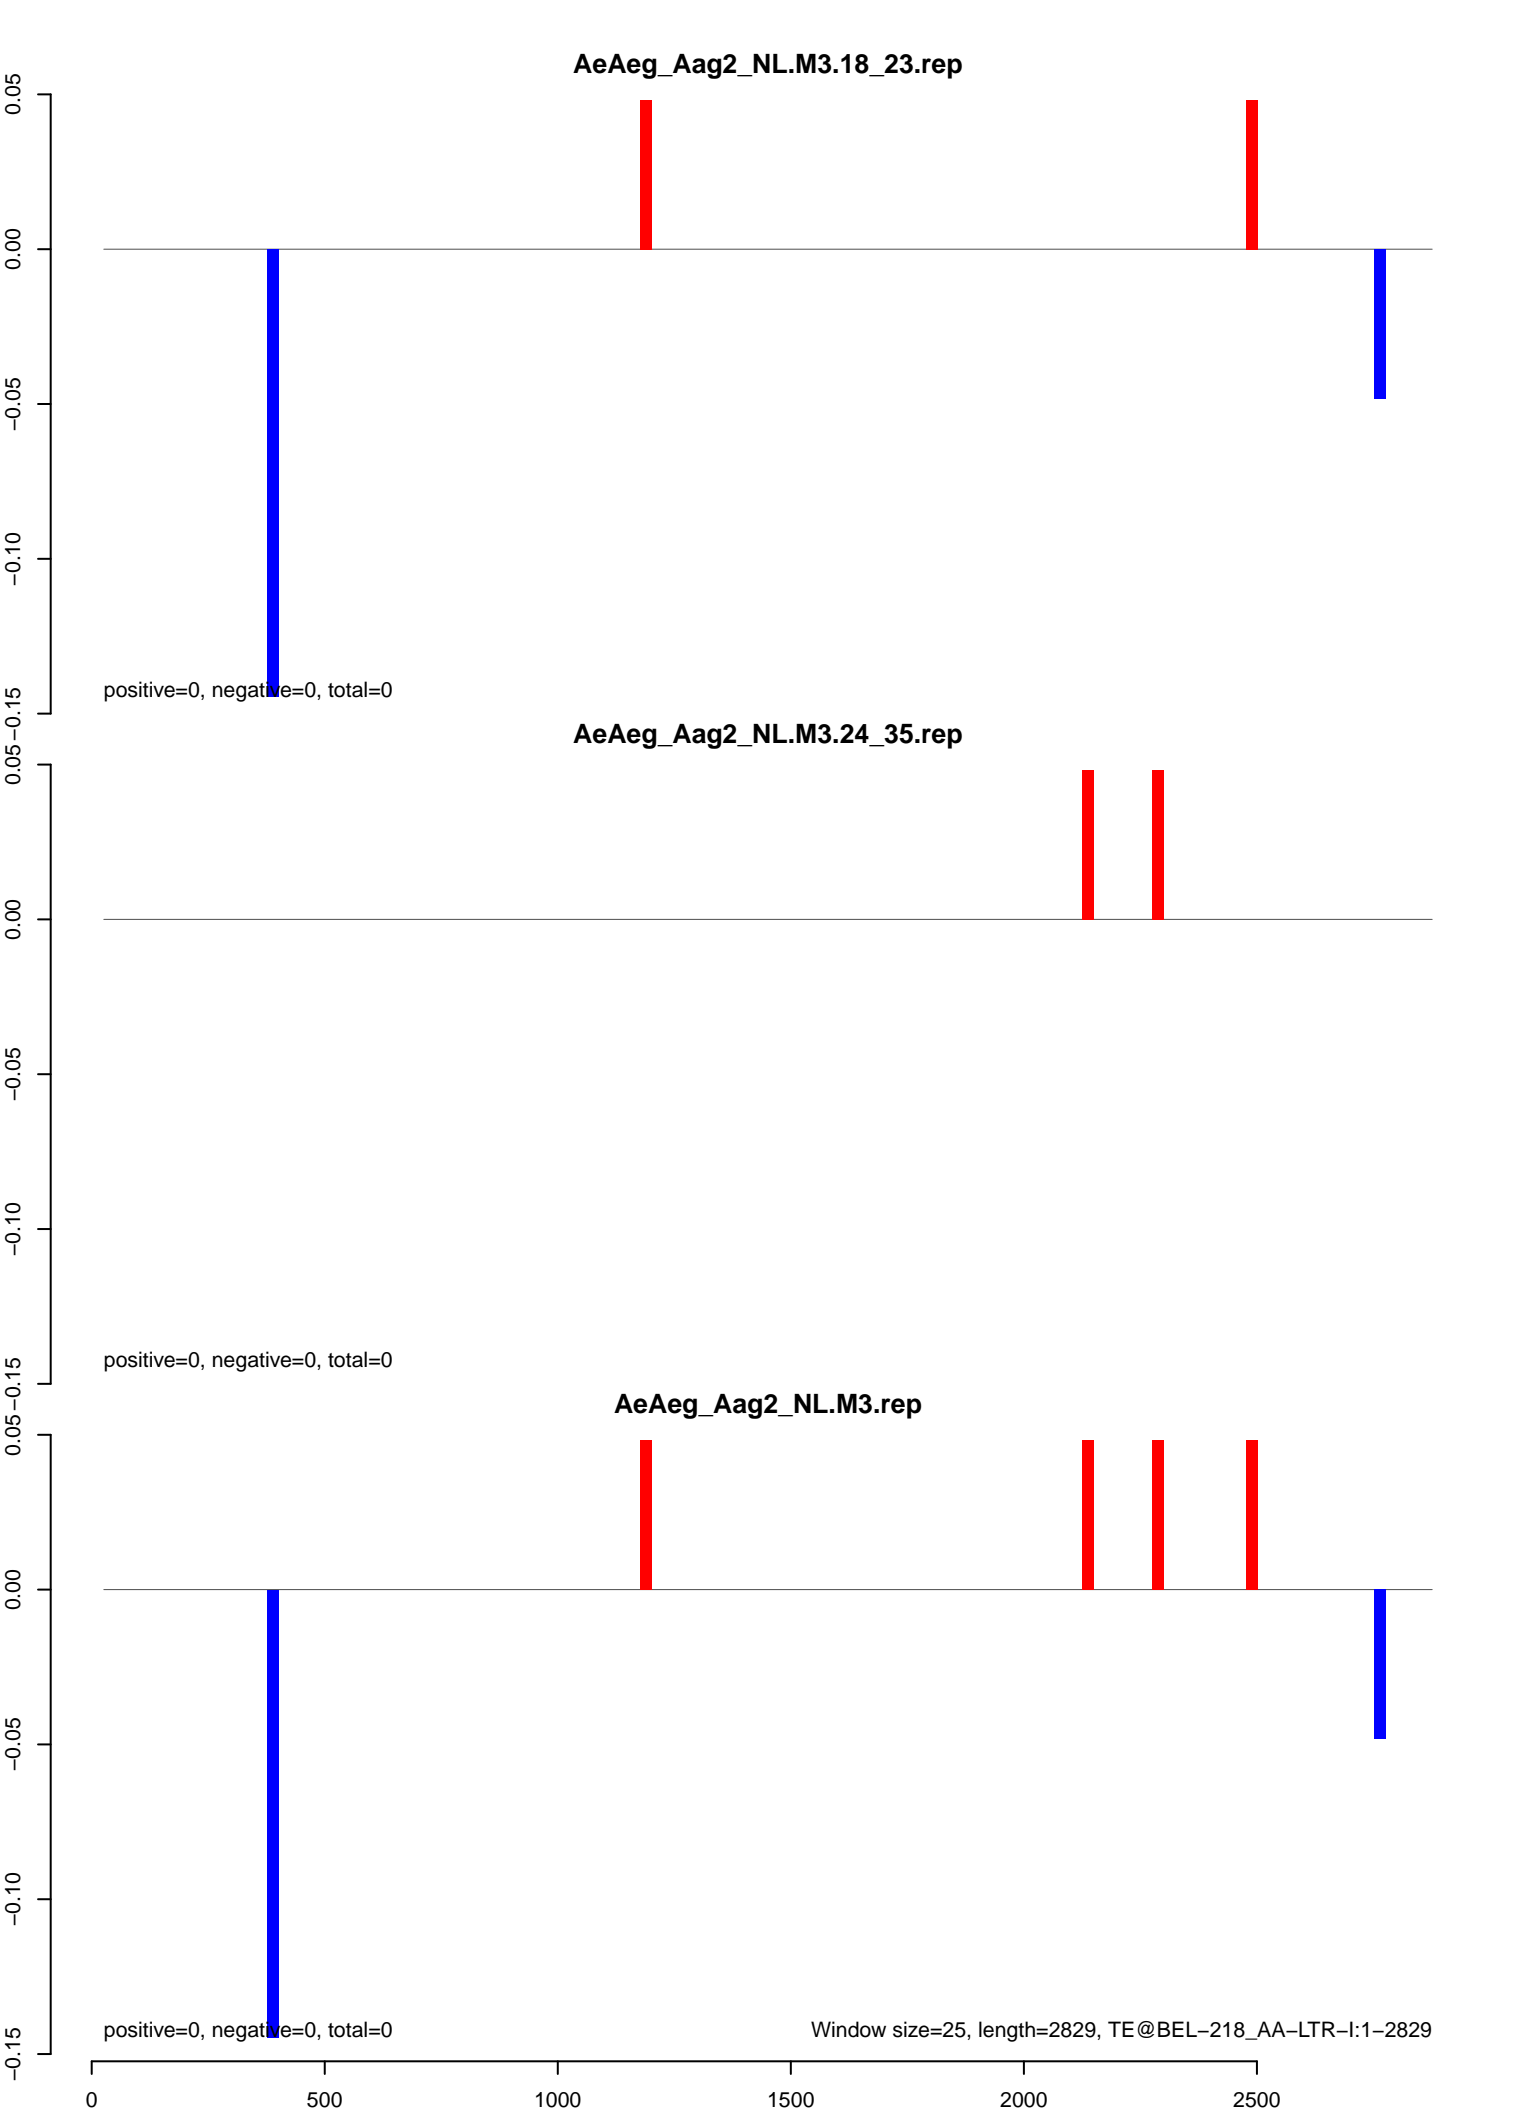 AeAeg_Aag2_NL.M3.18_23.rep
0.05
0.00
−0.05
−0.10
−0.15
positive=0, negative=0, total=0
AeAeg_Aag2_NL.M3.24_35.rep
0.05
0.00
−0.05
−0.10
−0.15
positive=0, negative=0, total=0
AeAeg_Aag2_NL.M3.rep
0.05
0.00
−0.05
−0.10
−0.15
positive=0, negative=0, total=0
Window size=25, length=2829, TE@BEL−218_AA−LTR−I:1−2829
0 500 1000 1500 2000 2500